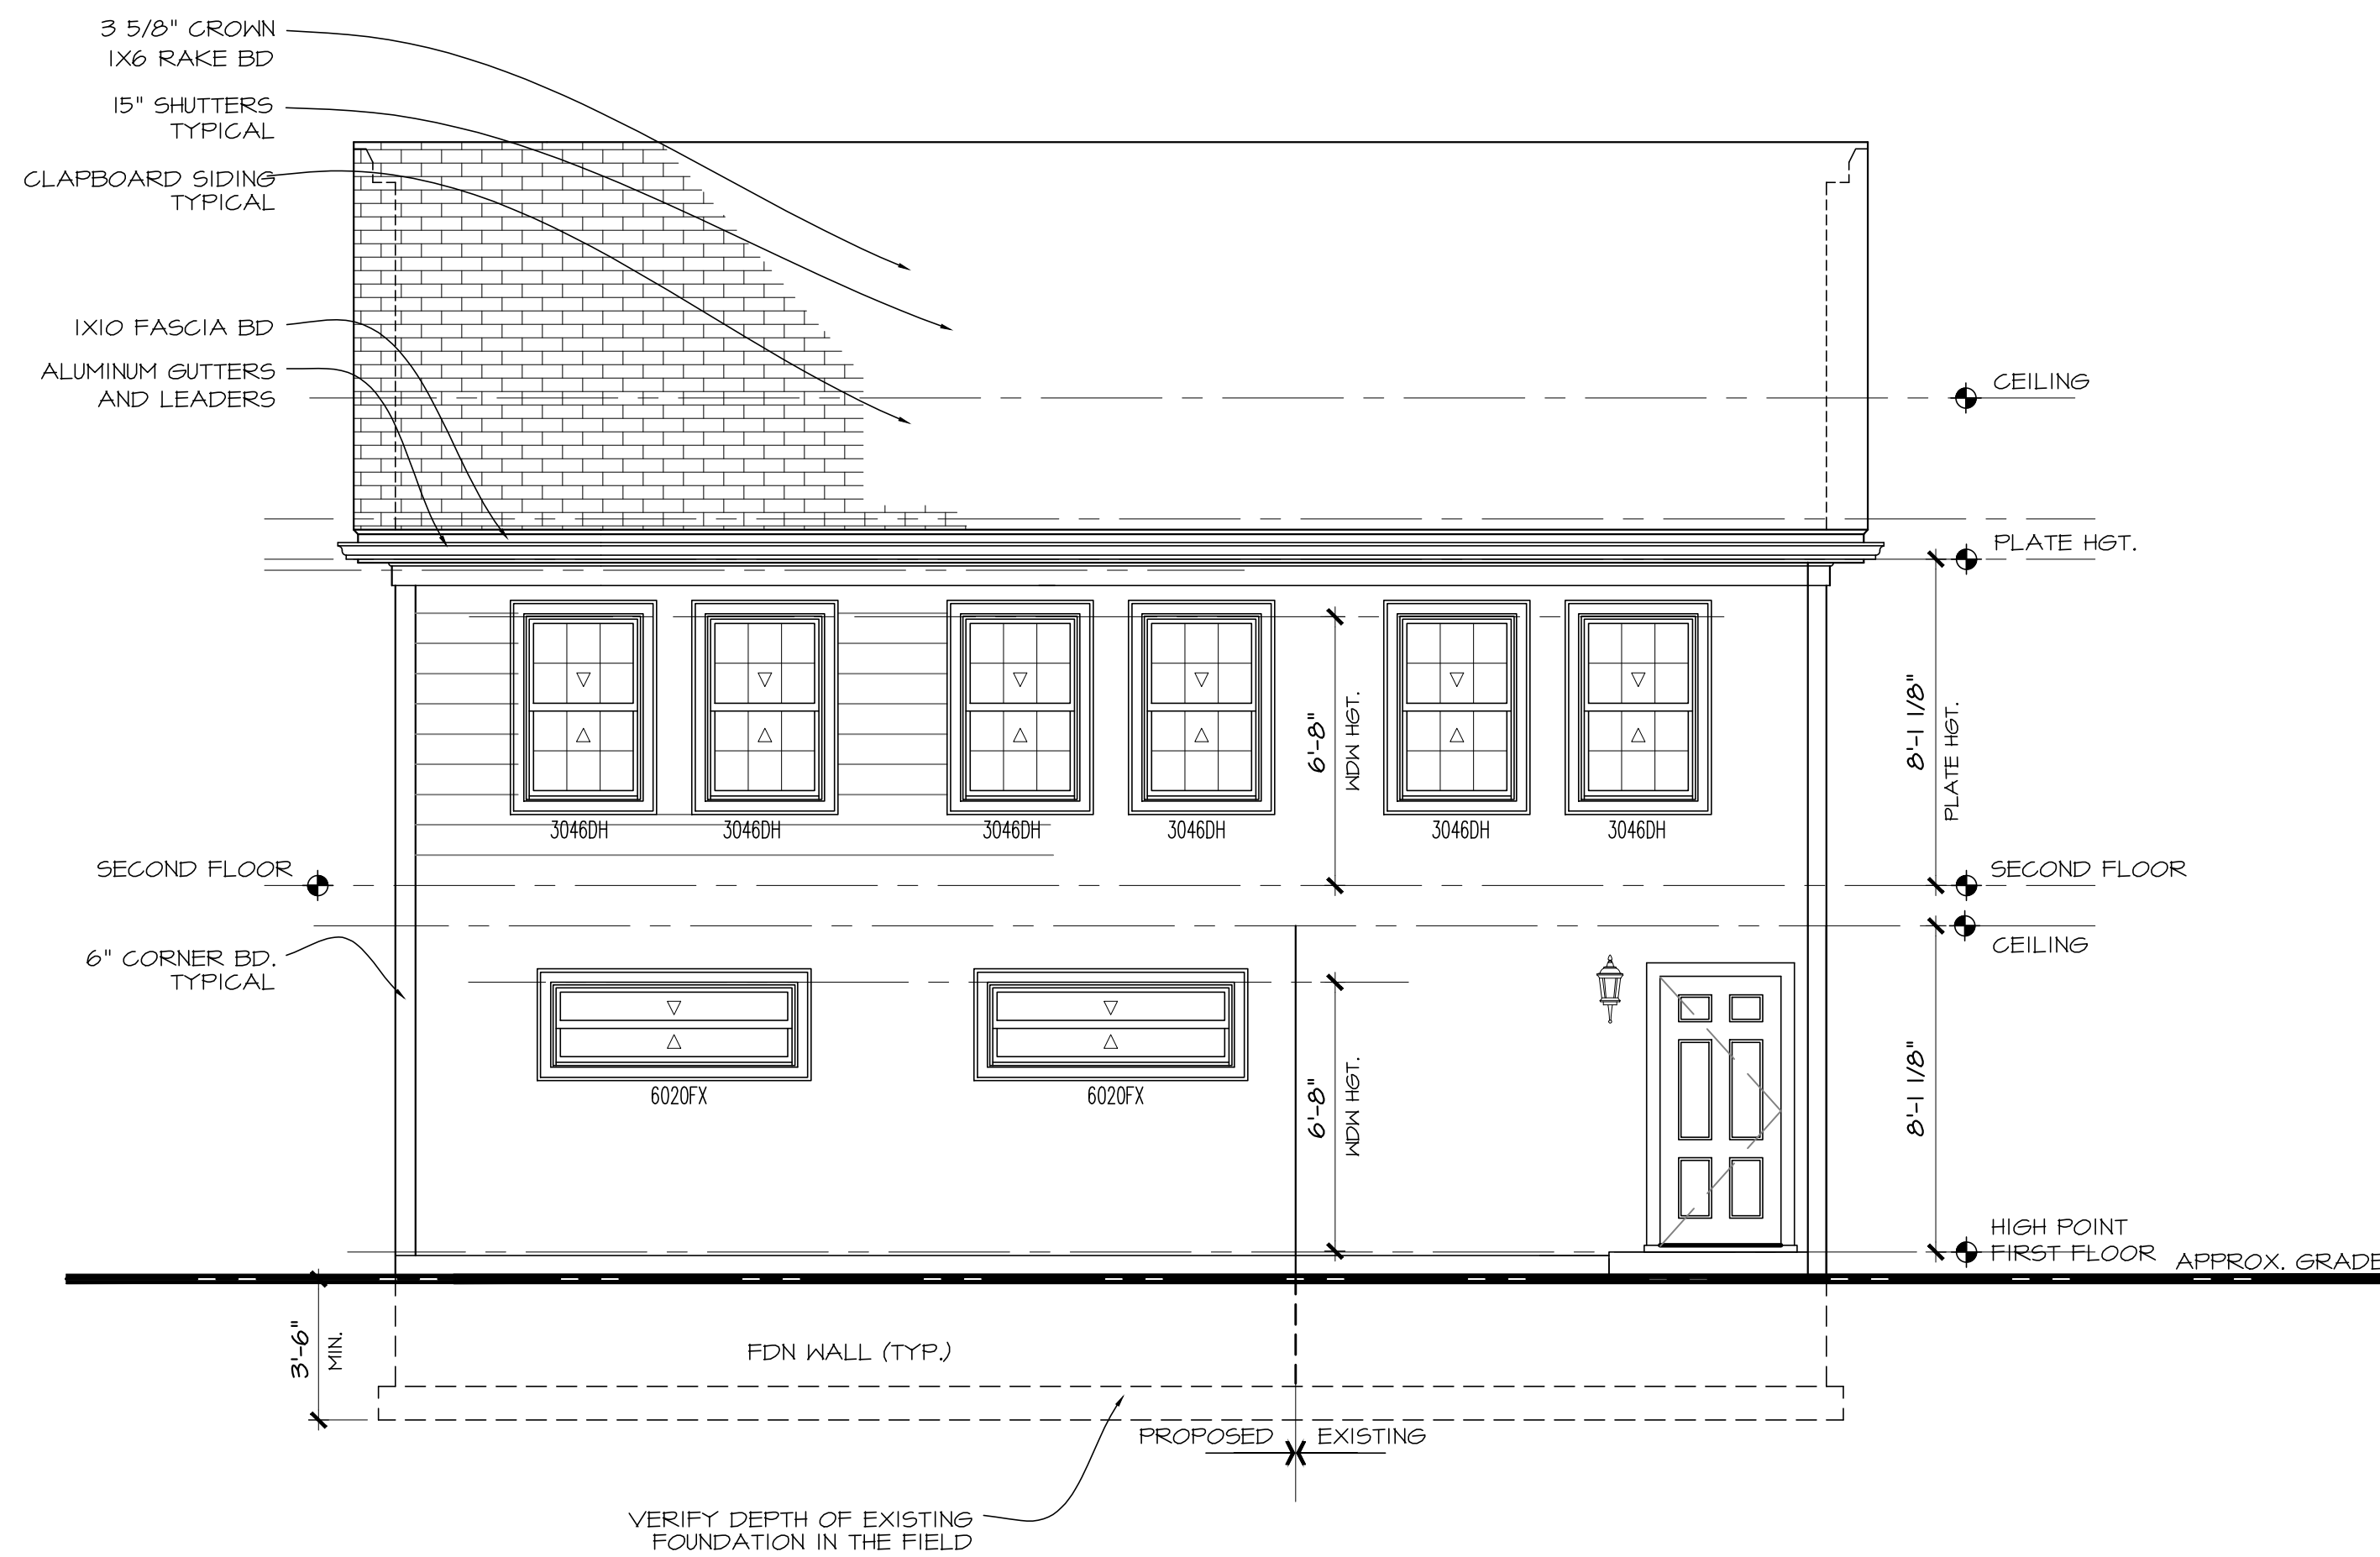 3 5/8" CROWN
1X6 RAKE BD
15" SHUTTERS
TYPICAL
CLAPBOARD SIDING
TYPICAL
1X10 FASCIA BD
ALUMINUM GUTTERS
AND LEADERS
CEILING
PLATE HGT.
6'-8"
WDW HGT.
8'-1 1/8"
PLATE HGT.
3046DH
3046DH
3046DH
3046DH
3046DH
3046DH
SECOND FLOOR
SECOND FLOOR
CEILING
6" CORNER BD.
TYPICAL
6020FX
6020FX
6'-8"
WDW HGT.
8'-1 1/8"
HIGH POINT
FIRST FLOOR
APPROX. GRADE
3'-6"
MIN.
FDN WALL (TYP.)
PROPOSED
EXISTING
VERIFY DEPTH OF EXISTING
FOUNDATION IN THE FIELD